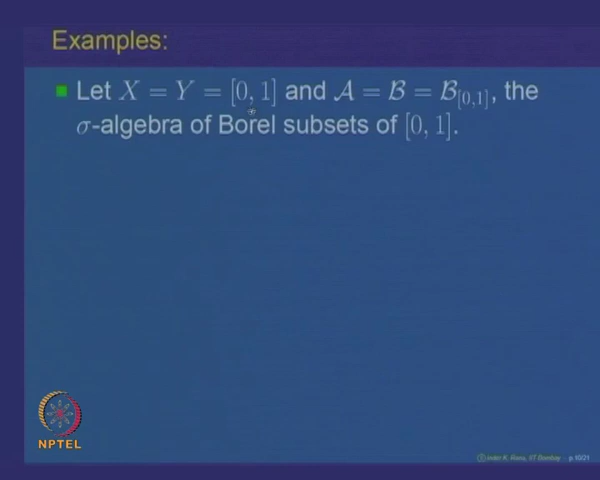 Examples:
Let X = Y = [0, 1] and 𝒜 = ℬ = ℬ[0,1], the
σ-algebra of Borel subsets of [0, 1].
NPTEL